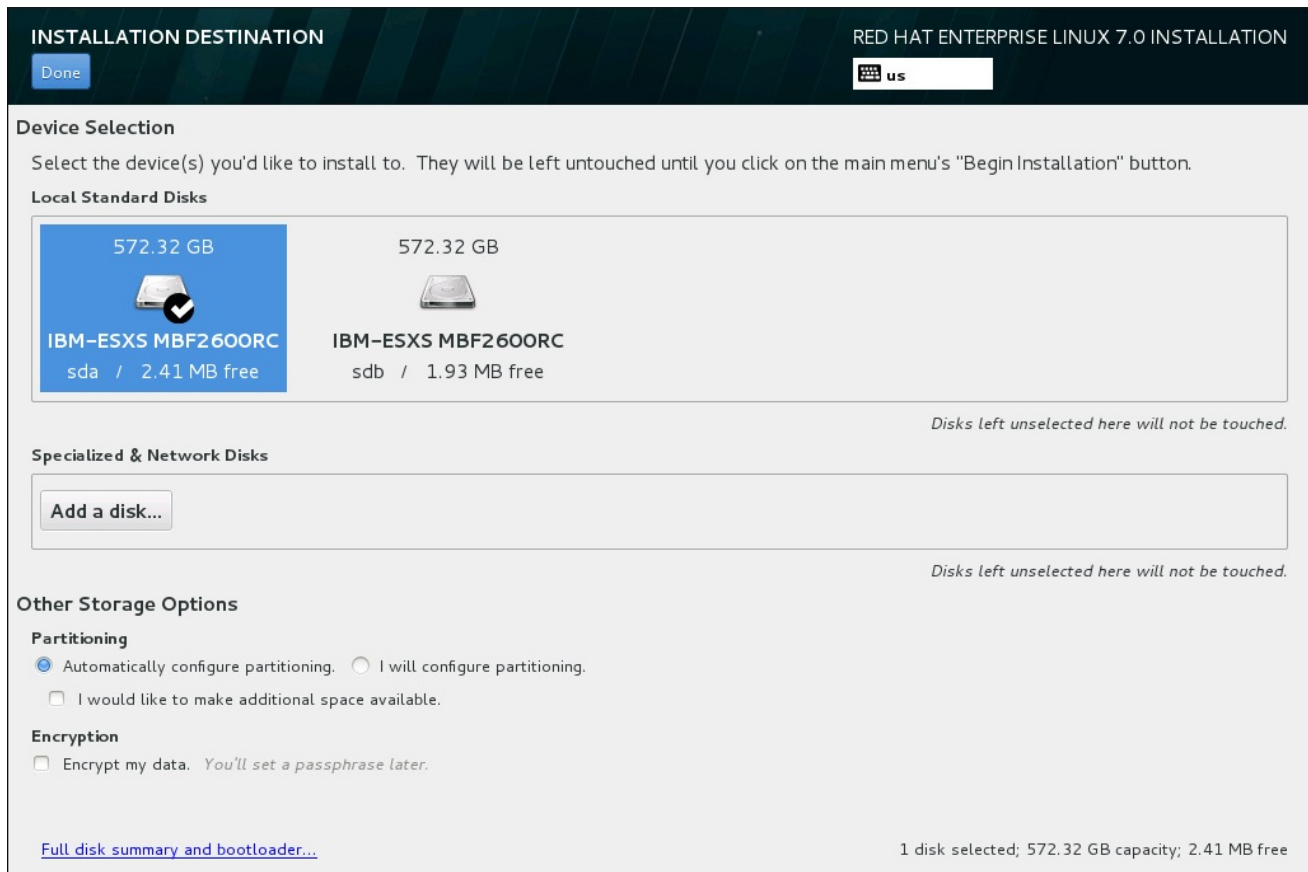 INSTALLATION DESTINATION
RED HAT ENTERPRISE LINUX 7.0 INSTALLATION
Done
us
Device Selection
Select the device(s) you'd like to install to. They will be left untouched until you click on the main menu's "Begin Installation" button.
Local Standard Disks
572.32 GB
IBM-ESXS MBF2600RC
sda / 2.41 MB free
572.32 GB
IBM-ESXS MBF2600RC
sdb / 1.93 MB free
Disks left unselected here will not be touched.
Specialized & Network Disks
Add a disk...
Disks left unselected here will not be touched.
Other Storage Options
Partitioning
Automatically configure partitioning. I will configure partitioning.
I would like to make additional space available.
Encryption
Encrypt my data. You'll set a passphrase later.
Full disk summary and bootloader...
1 disk selected; 572.32 GB capacity; 2.41 MB free